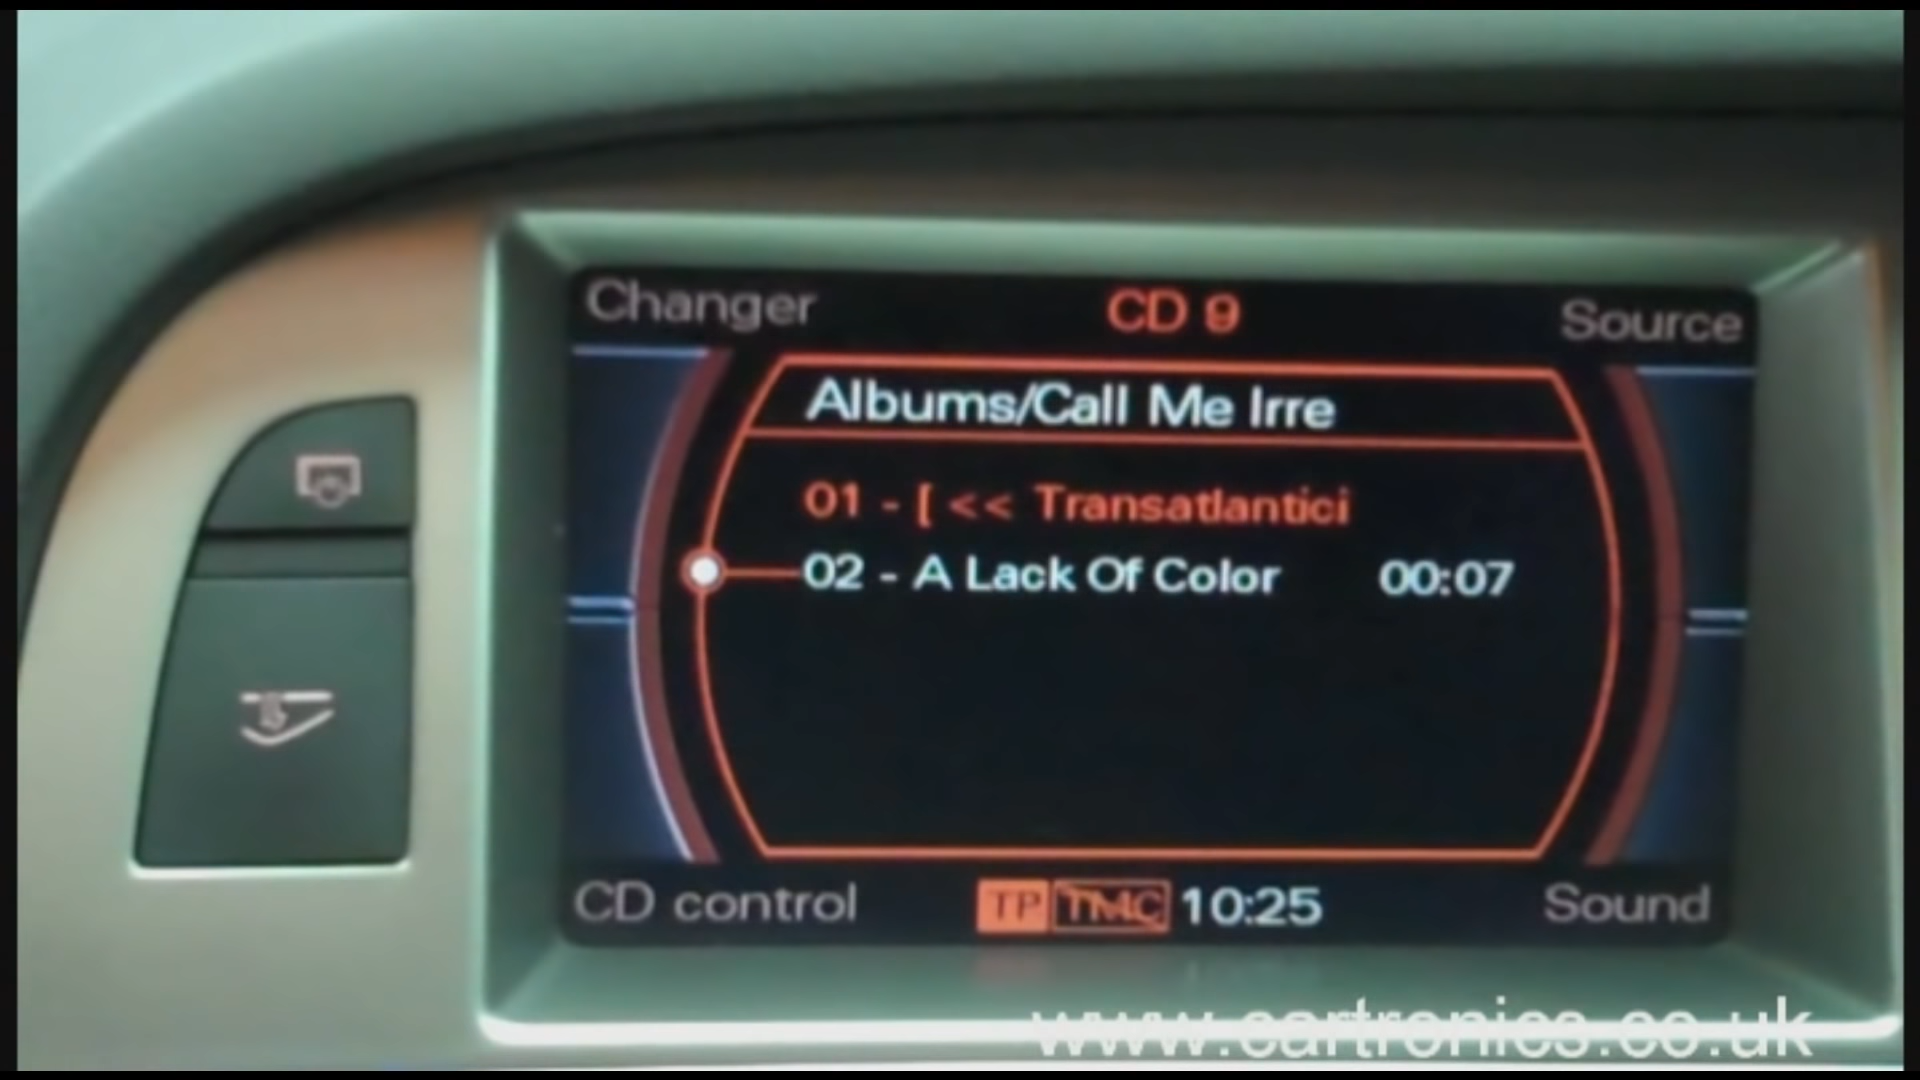 Changer CD 9 Source
Albums/Call Me Irre
01 - [ << Transatlantici
02 - A Lack Of Color 00:07
CD control TP TMC 10:25 Sound
www.cartronics.co.uk